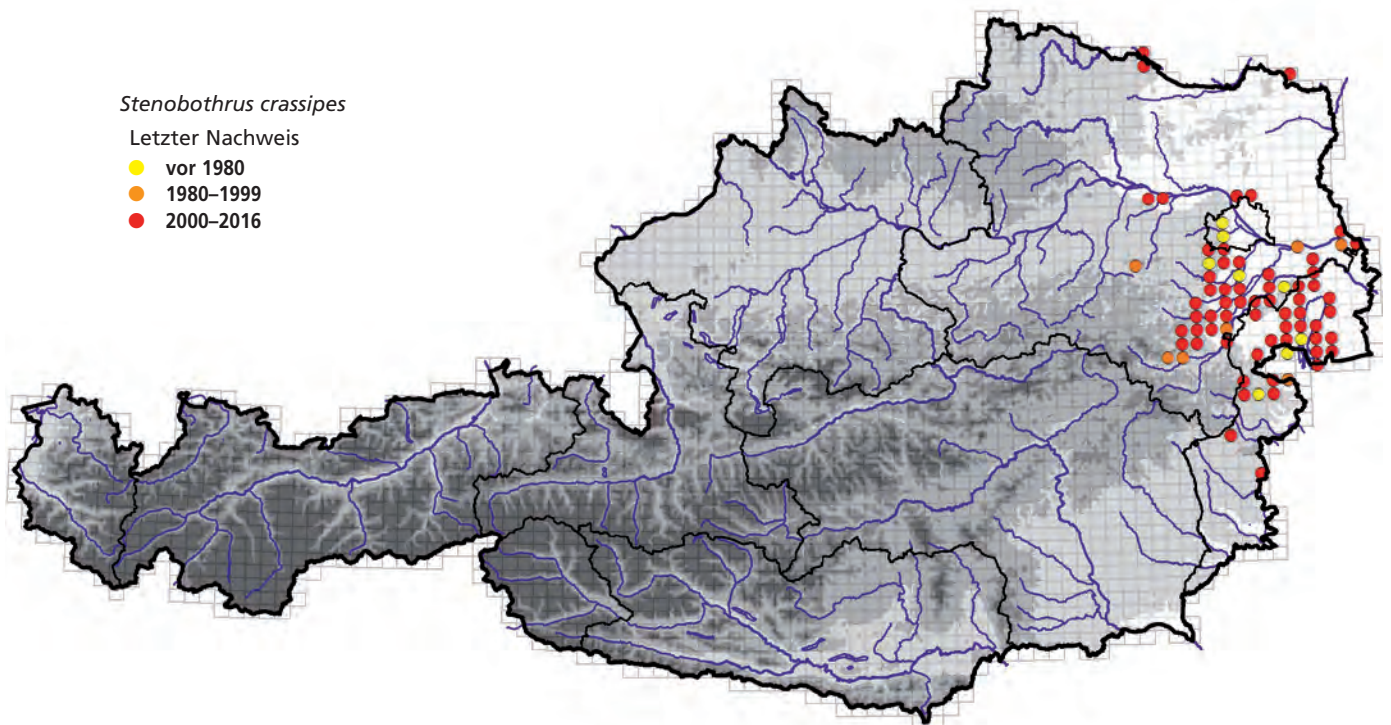 Stenobothrus crassipes
Letzter Nachweis
vor 1980
1980–1999
2000–2016